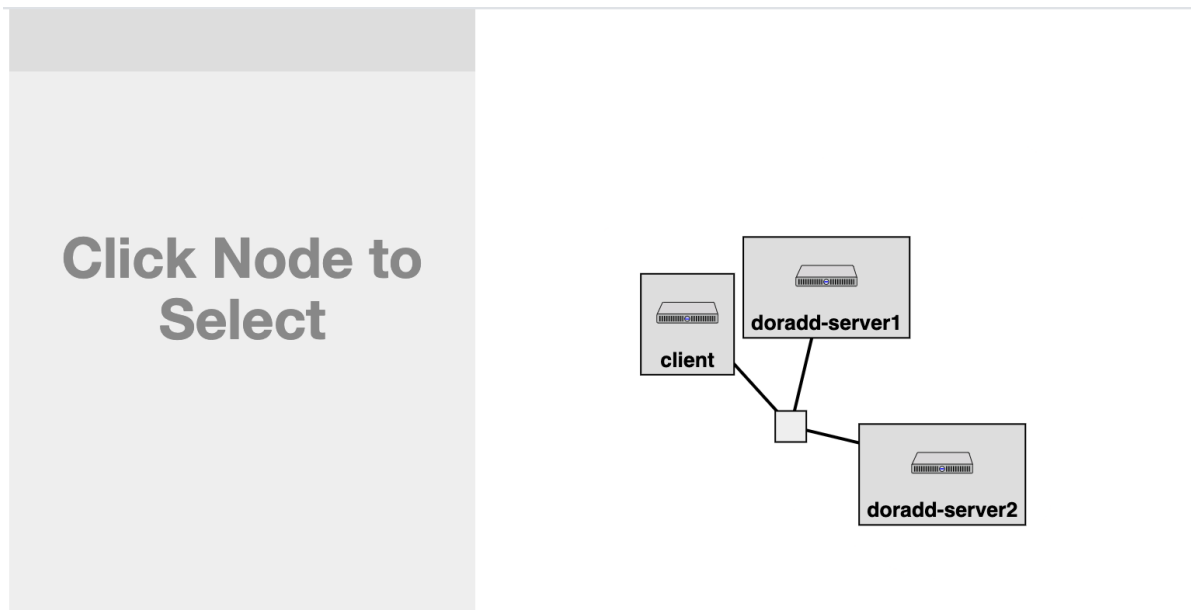 Click Node to
Select
doradd-server1
client
doradd-server2